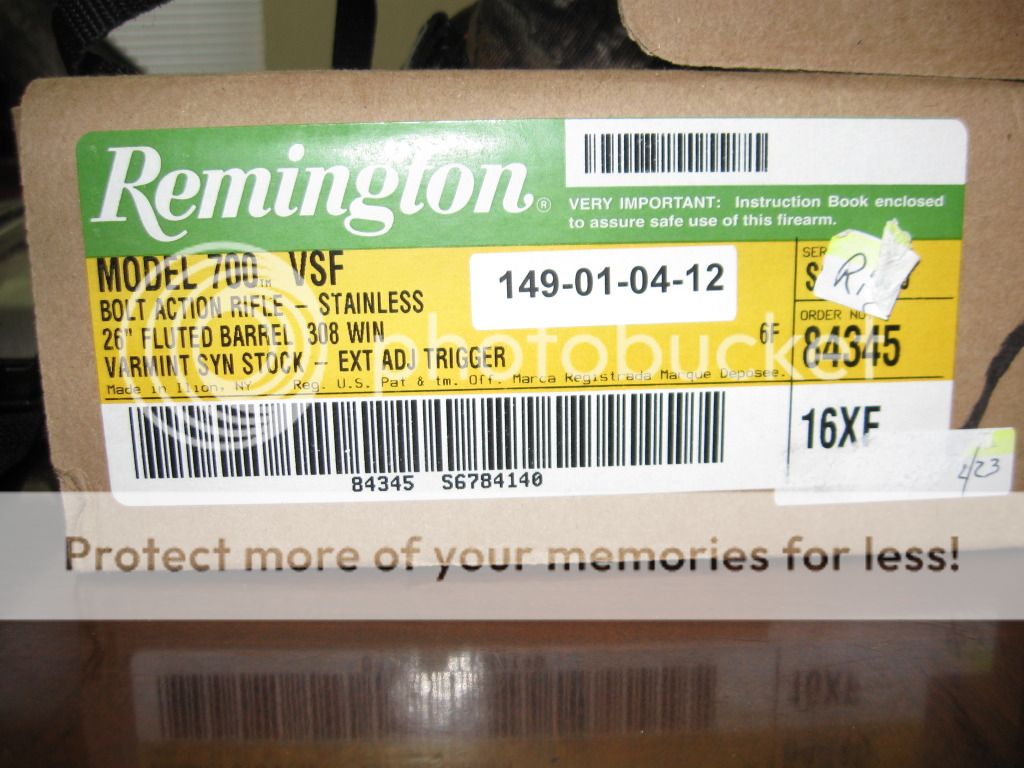 Remington®
VERY IMPORTANT: Instruction Book enclosed
to assure safe use of this firearm.
MODEL 700™ VSF
BOLT ACTION RIFLE – STAINLESS
26" FLUTED BARREL 308 WIN
VARMINT SYN STOCK – EXT ADJ TRIGGER
Made in Ilion, NY Reg. U.S. Pat & tm. Off. Marca Registrada Marque Deposee.
149-01-04-12
6F
ORDER NO
84345
16XF
84345 S6784140
photobucket
Protect more of your memories for less!